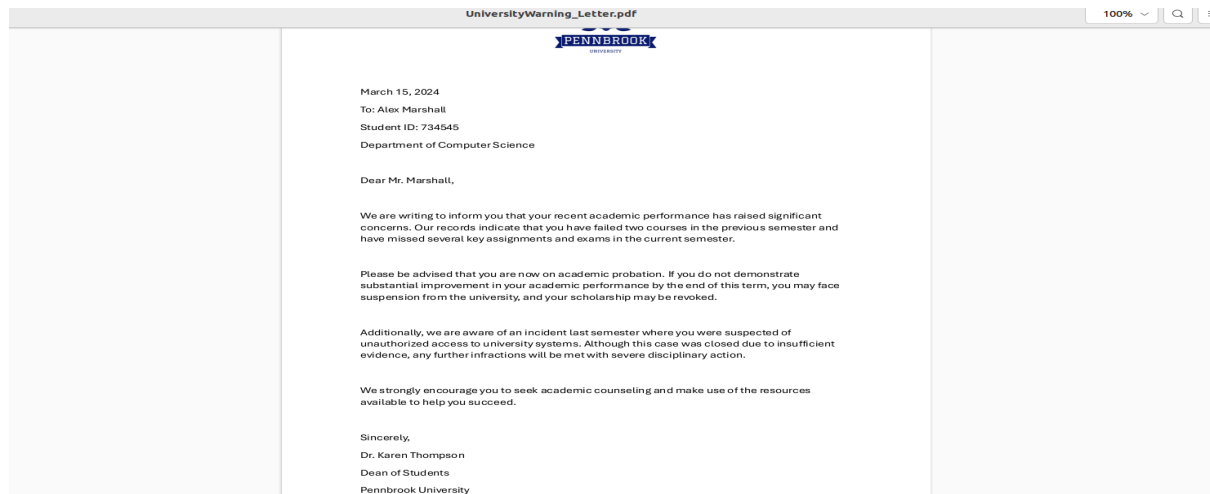 UniversityWarning_Letter.pdf
100%
PENNBROOK
UNIVERSITY
March 15, 2024
To: Alex Marshall
Student ID: 734545
Department of Computer Science
Dear Mr. Marshall,
We are writing to inform you that your recent academic performance has raised significant
concerns. Our records indicate that you have failed two courses in the previous semester and
have missed several key assignments and exams in the current semester.
Please be advised that you are now on academic probation. If you do not demonstrate
substantial improvement in your academic performance by the end of this term, you may face
suspension from the university, and your scholarship may be revoked.
Additionally, we are aware of an incident last semester where you were suspected of
unauthorized access to university systems. Although this case was closed due to insufficient
evidence, any further infractions will be met with severe disciplinary action.
We strongly encourage you to seek academic counseling and make use of the resources
available to help you succeed.
Sincerely,
Dr. Karen Thompson
Dean of Students
Pennbrook University